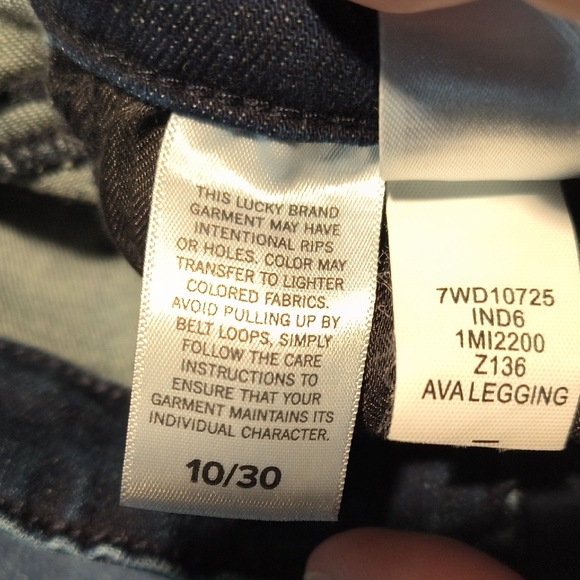 THIS LUCKY BRAND
GARMENT MAY HAVE
INTENTIONAL RIPS
OR HOLES. COLOR MAY
TRANSFER TO LIGHTER
COLORED FABRICS.
AVOID PULLING UP BY
BELT LOOPS, SIMPLY
FOLLOW THE CARE
INSTRUCTIONS TO
ENSURE THAT YOUR
GARMENT MAINTAINS ITS
INDIVIDUAL CHARACTER.
10/30
7WD10725
IND6
1MI2200
Z136
AVA LEGGING